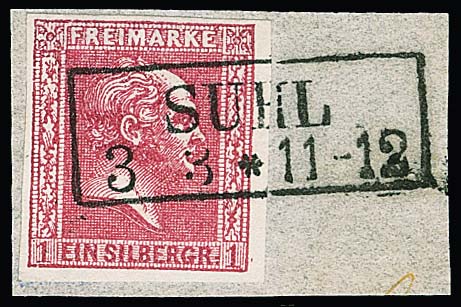 FREIMARKE
SUHL
3 3 * 11-12
1 EIN SILBERGR. 1